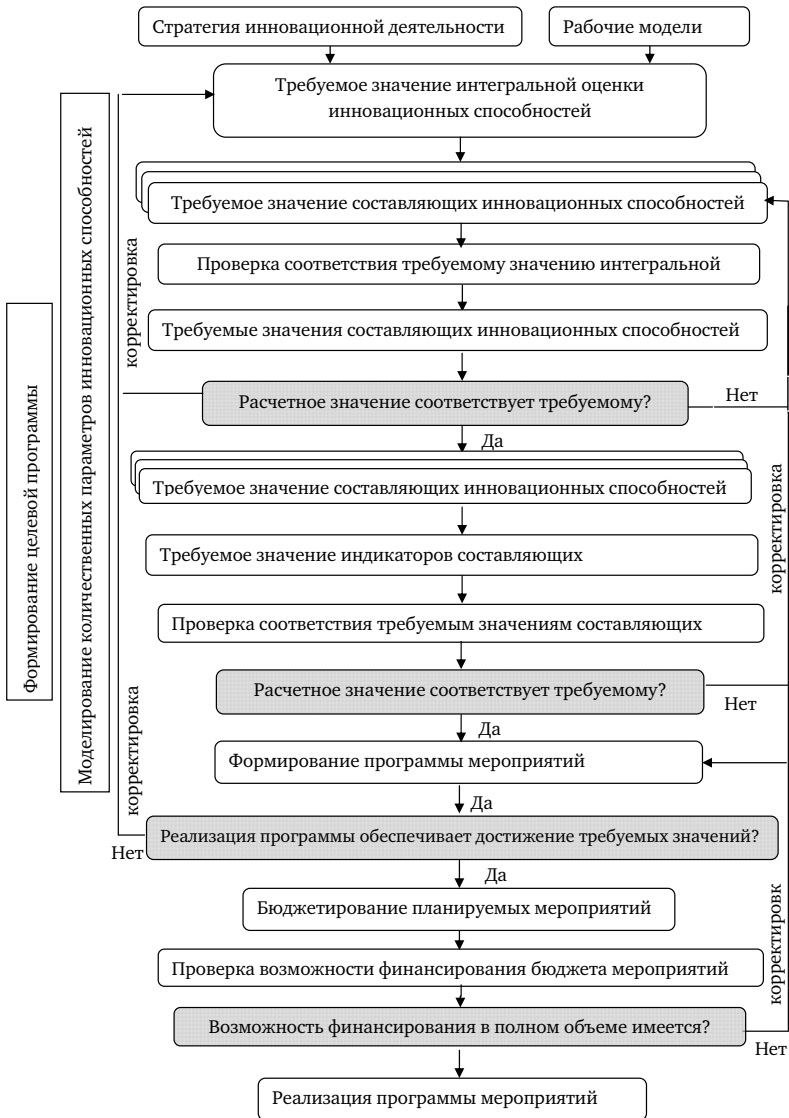 Стратегия инновационной деятельности
Рабочие модели
Требуемое значение интегральной оценки
инновационных способностей
Требуемое значение составляющих инновационных способностей
Проверка соответствия требуемому значению интегральной
Требуемые значения составляющих инновационных способностей
Расчетное значение соответствует требуемому?
Нет
Да
Требуемое значение составляющих инновационных способностей
Требуемое значение индикаторов составляющих
Проверка соответствия требуемым значениям составляющих
Расчетное значение соответствует требуемому?
Нет
Да
Формирование программы мероприятий
Да
Реализация программы обеспечивает достижение требуемых значений?
Нет
Да
Бюджетирование планируемых мероприятий
Проверка возможности финансирования бюджета мероприятий
Возможность финансирования в полном объеме имеется?
Нет
Реализация программы мероприятий
Формирование целевой программы
Моделирование количественных параметров инновационных способностей
корректировка
корректировка
корректировка
корректировк